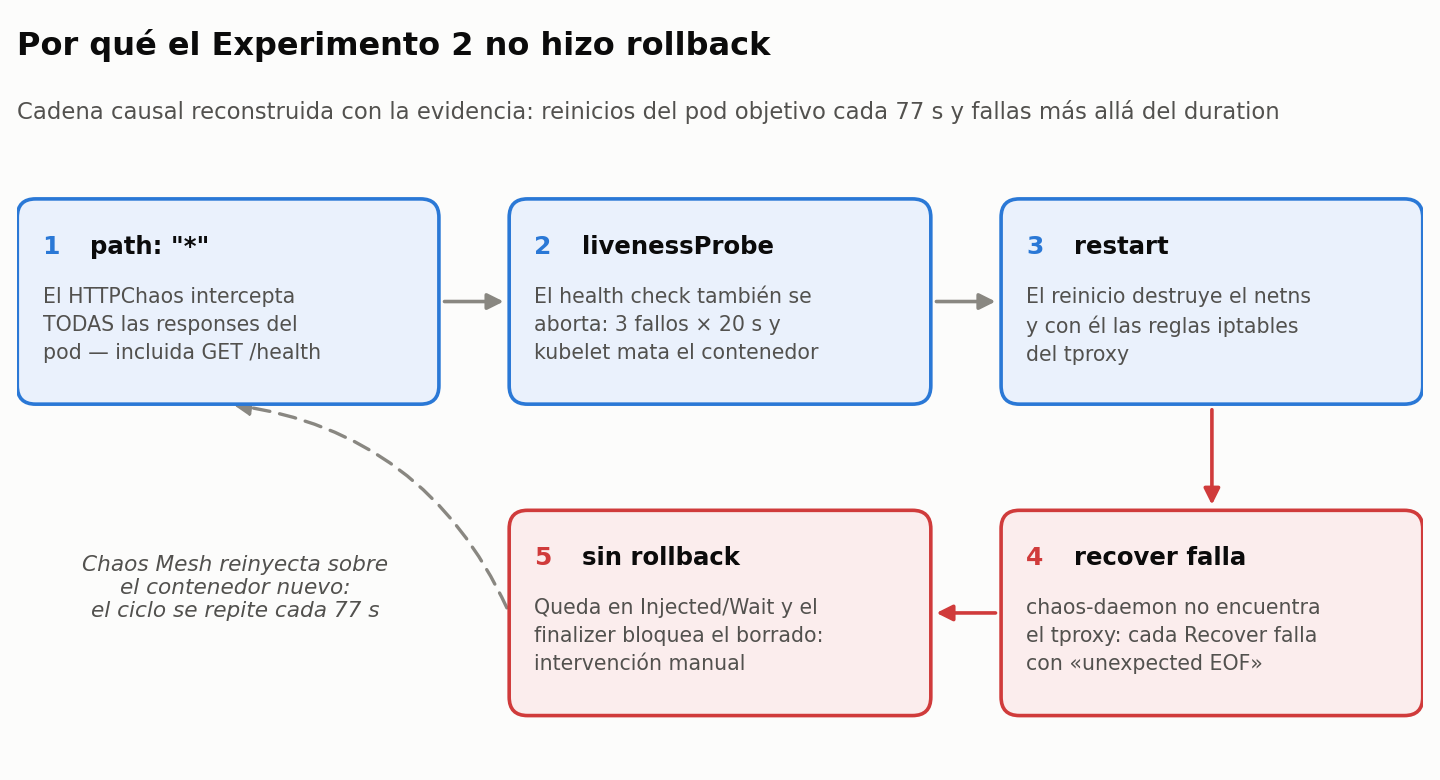 Por qué el Experimento 2 no hizo rollback
Cadena causal reconstruida con la evidencia: reinicios del pod objetivo cada 77 s y fallas más allá del duration
1 path: "*"
El HTTPChaos intercepta
TODAS las responses del
pod — incluida GET /health
2 livenessProbe
El health check también se
aborta: 3 fallos × 20 s y
kubelet mata el contenedor
3 restart
El reinicio destruye el netns
y con él las reglas iptables
del tproxy
4 recover falla
chaos-daemon no encuentra
el tproxy: cada Recover falla
con «unexpected EOF»
5 sin rollback
Queda en Injected/Wait y el
finalizer bloquea el borrado:
intervención manual
Chaos Mesh reinyecta sobre
el contenedor nuevo:
el ciclo se repite cada 77 s